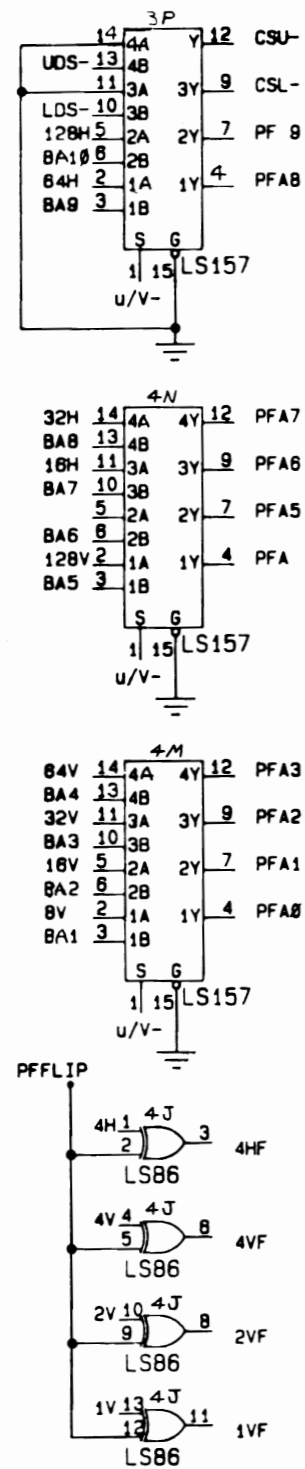 3P
14 4A Y 12 CSU-
UDS- 13 4B
11 3A 3Y 9 CSL-
LDS- 10 3B
128H 5 2A 2Y 7 PF 9
BA10 6 2B
64H 2 1A 1Y 4 PFA8
BA9 3 1B
S G
1 15 LS157
u/V-
4N
32H 14 4A 4Y 12 PFA7
BA8 13 4B
16H 11 3A 3Y 9 PFA6
BA7 10 3B
5 2A 2Y 7 PFA5
BA6 6 2B
128V 2 1A 1Y 4 PFA
BA5 3 1B
S G
1 15 LS157
u/V-
4M
64V 14 4A 4Y 12 PFA3
BA4 13 4B
32V 11 3A 3Y 9 PFA2
BA3 10 3B
16V 5 2A 2Y 7 PFA1
BA2 6 2B
8V 2 1A 1Y 4 PFA0
BA1 3 1B
S G
1 15 LS157
u/V-
PFFLIP
4J
4H 1 3 4HF
2
LS86
4J
4V 4 6 4VF
5
LS86
4J
2V 10 8 2VF
9
LS86
4J
1V 13 11 1VF
12
LS86